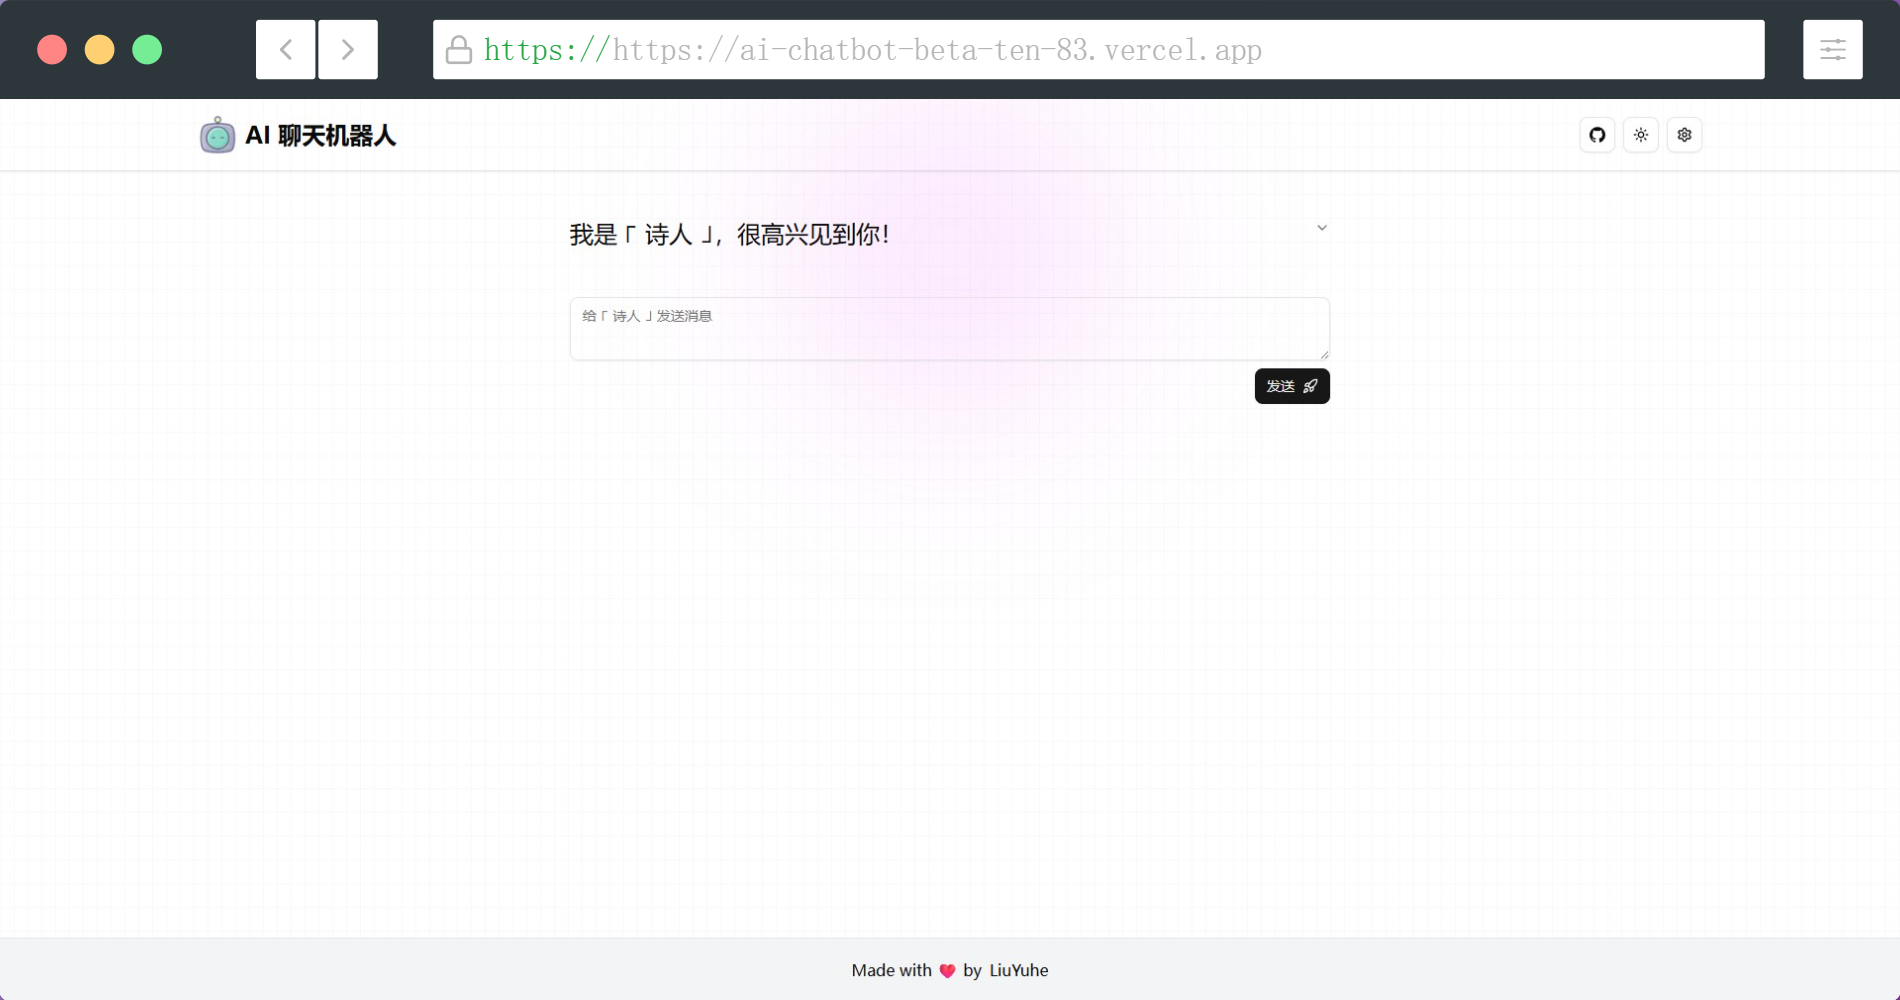 https://https://ai-chatbot-beta-ten-83.vercel.app
AI 聊天机器人
我是「 诗人 」，很高兴见到你！
给「 诗人 」发送消息
发送
Made with ❤️ by LiuYuhe